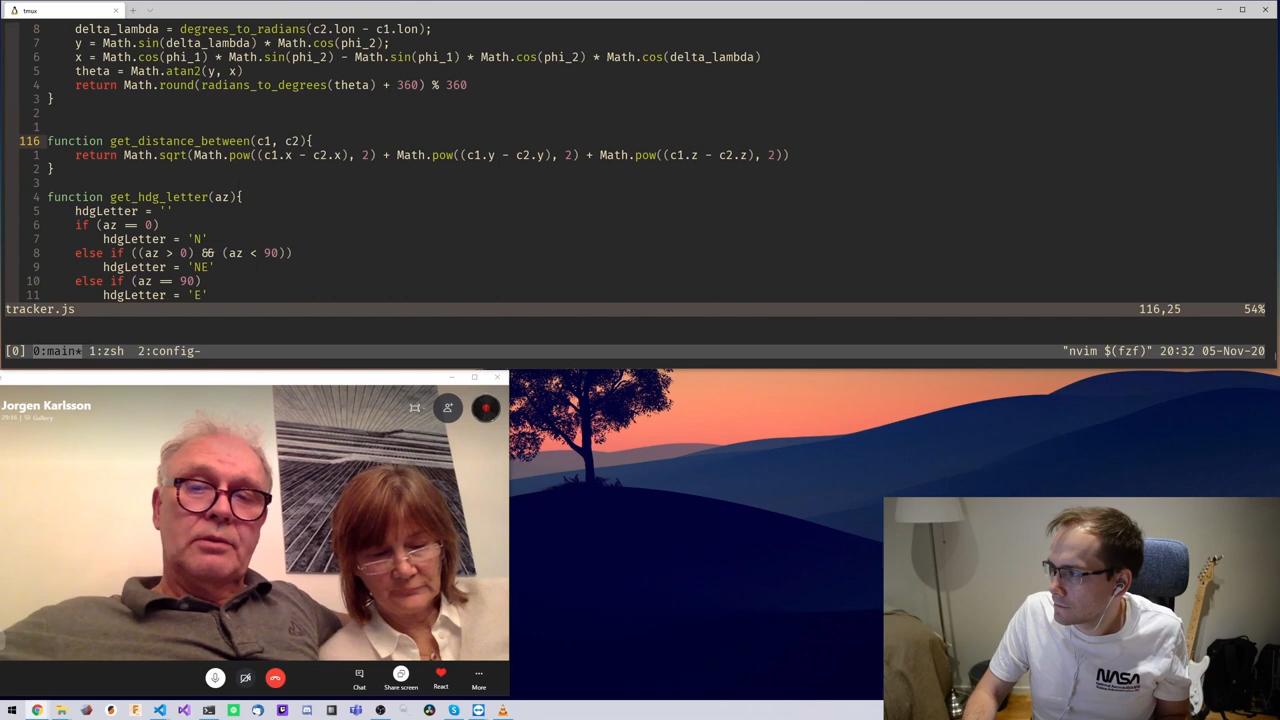 tmux
8 delta_lambda = degrees_to_radians(c2.lon - c1.lon);
7 y = Math.sin(delta_lambda) * Math.cos(phi_2);
6 x = Math.cos(phi_1) * Math.sin(phi_2) - Math.sin(phi_1) * Math.cos(phi_2) * Math.cos(delta_lambda)
5 theta = Math.atan2(y, x)
4 return Math.round(radians_to_degrees(theta) + 360) % 360
3 }
2
1
116 function get_distance_between(c1, c2){
1 return Math.sqrt(Math.pow((c1.x - c2.x), 2) + Math.pow((c1.y - c2.y), 2) + Math.pow((c1.z - c2.z), 2))
2 }
3
4 function get_hdg_letter(az){
5 hdgLetter = ''
6 if (az == 0)
7 hdgLetter = 'N'
8 else if ((az > 0) && (az < 90))
9 hdgLetter = 'NE'
10 else if (az == 90)
11 hdgLetter = 'E'
tracker.js 116,25 54%
[0] 0:main* 1:zsh 2:config- "nvim $(fzf)" 20:32 05-Nov-20
Jorgen Karlsson
Gallery
Chat Share screen React More
NASA